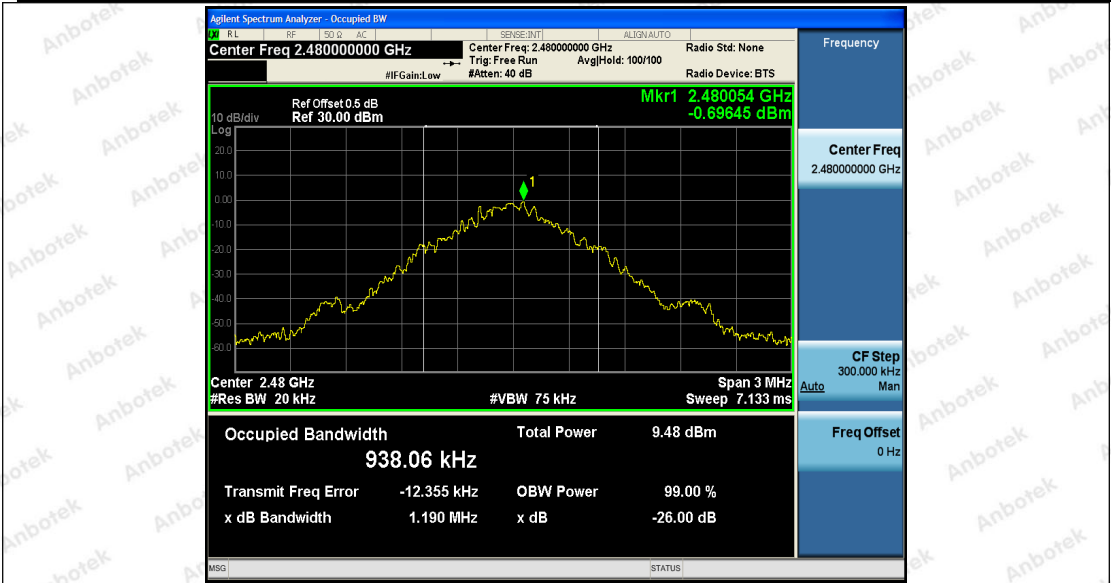 Agilent Spectrum Analyzer - Occupied BW
RL RF 50 Ω AC SENSE:INT ALIGN AUTO
Center Freq 2.480000000 GHz
Center Freq: 2.480000000 GHz
Radio Std: None
Trig: Free Run Avg|Hold: 100/100
#IFGain:Low #Atten: 40 dB Radio Device: BTS
Mkr1 2.480054 GHz
-0.69645 dBm
Ref Offset 0.5 dB
10 dB/div Ref 30.00 dBm
Log
20.0
10.0
0.00
-10.0
-20.0
-30.0
-40.0
-50.0
-60.0
1
Center 2.48 GHz Span 3 MHz
#Res BW 20 kHz #VBW 75 kHz Sweep 7.133 ms
Occupied Bandwidth Total Power 9.48 dBm
938.06 kHz
Transmit Freq Error -12.355 kHz OBW Power 99.00 %
x dB Bandwidth 1.190 MHz x dB -26.00 dB
MSG STATUS
Frequency
Center Freq
2.480000000 GHz
CF Step
300.000 kHz
Auto Man
Freq Offset
0 Hz
Anbotek